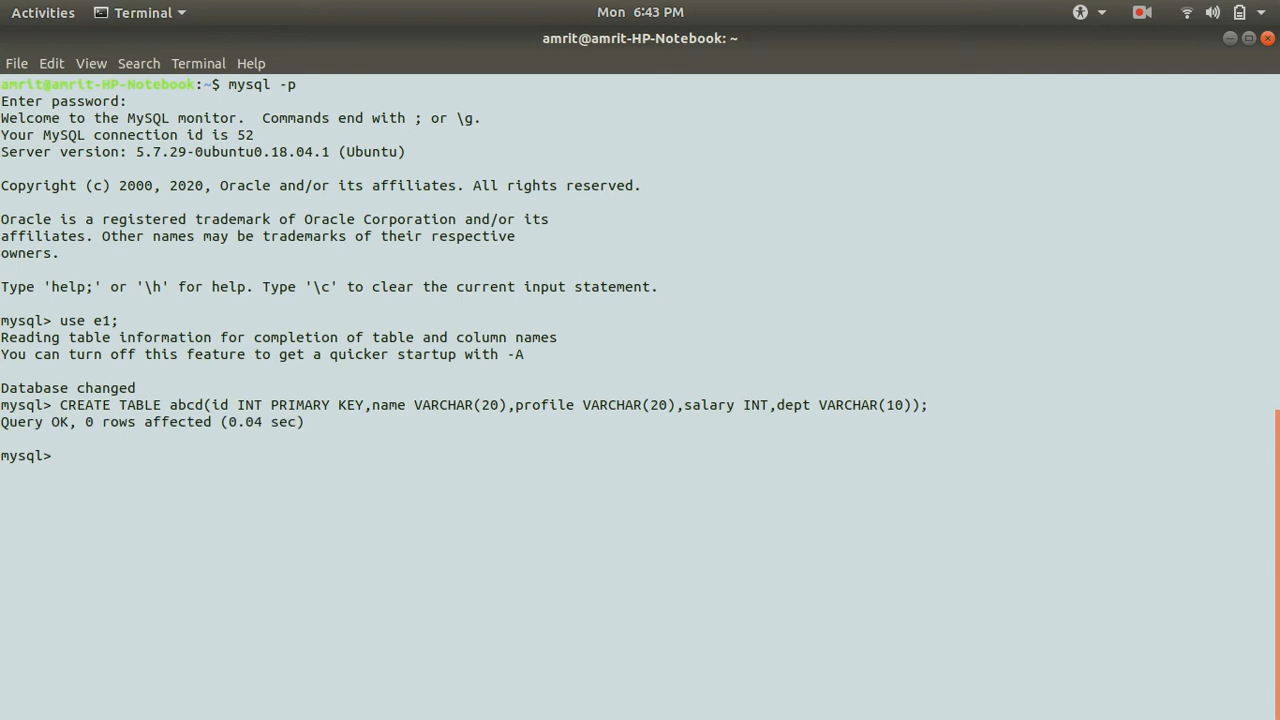 Activities Terminal Mon 6:43 PM
amrit@amrit-HP-Notebook: ~
File Edit View Search Terminal Help
amrit@amrit-HP-Notebook:~$ mysql -p
Enter password:
Welcome to the MySQL monitor.  Commands end with ; or \g.
Your MySQL connection id is 52
Server version: 5.7.29-0ubuntu0.18.04.1 (Ubuntu)
Copyright (c) 2000, 2020, Oracle and/or its affiliates. All rights reserved.
Oracle is a registered trademark of Oracle Corporation and/or its
affiliates. Other names may be trademarks of their respective
owners.
Type 'help;' or '\h' for help. Type '\c' to clear the current input statement.
mysql> use e1;
Reading table information for completion of table and column names
You can turn off this feature to get a quicker startup with -A
Database changed
mysql> CREATE TABLE abcd(id INT PRIMARY KEY,name VARCHAR(20),profile VARCHAR(20),salary INT,dept VARCHAR(10));
Query OK, 0 rows affected (0.04 sec)
mysql>